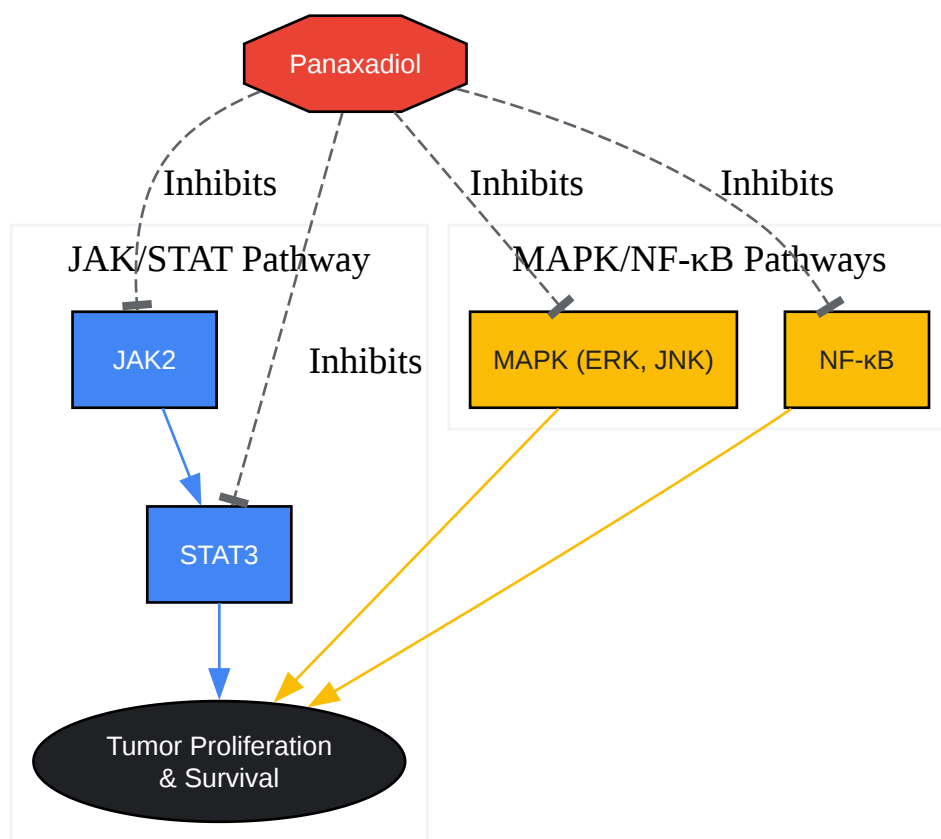 Panaxadiol
Inhibits
Inhibits
Inhibits
JAK/STAT Pathway
MAPK/NF-κB Pathways
JAK2
Inhibits
MAPK (ERK, JNK)
NF-κB
STAT3
Tumor Proliferation
& Survival